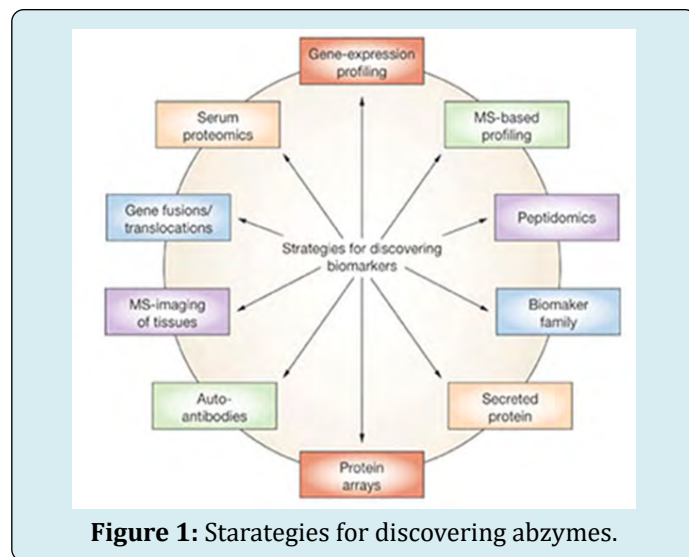 Gene-expression
profiling
Serum
proteomics
MS-based
profiling
Gene fusions/
translocations
Peptidomics
Strategies for discovering
biomarkers
MS-imaging
of tissues
Biomaker
family
Auto-
antibodies
Secreted
protein
Protein
arrays
Figure 1: Starategies for discovering abzymes.